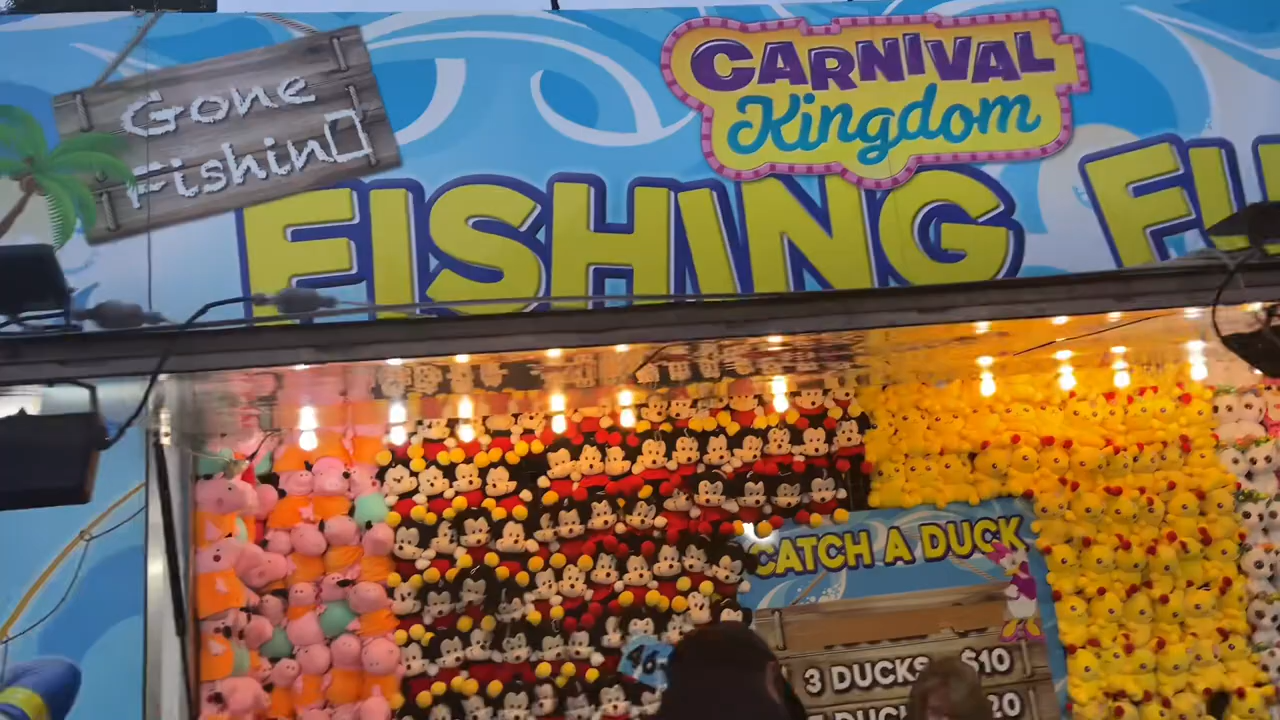 Gone
Fishin▯
CARNIVAL
Kingdom
FISHING
CATCH A DUCK
3 DUCKS $10